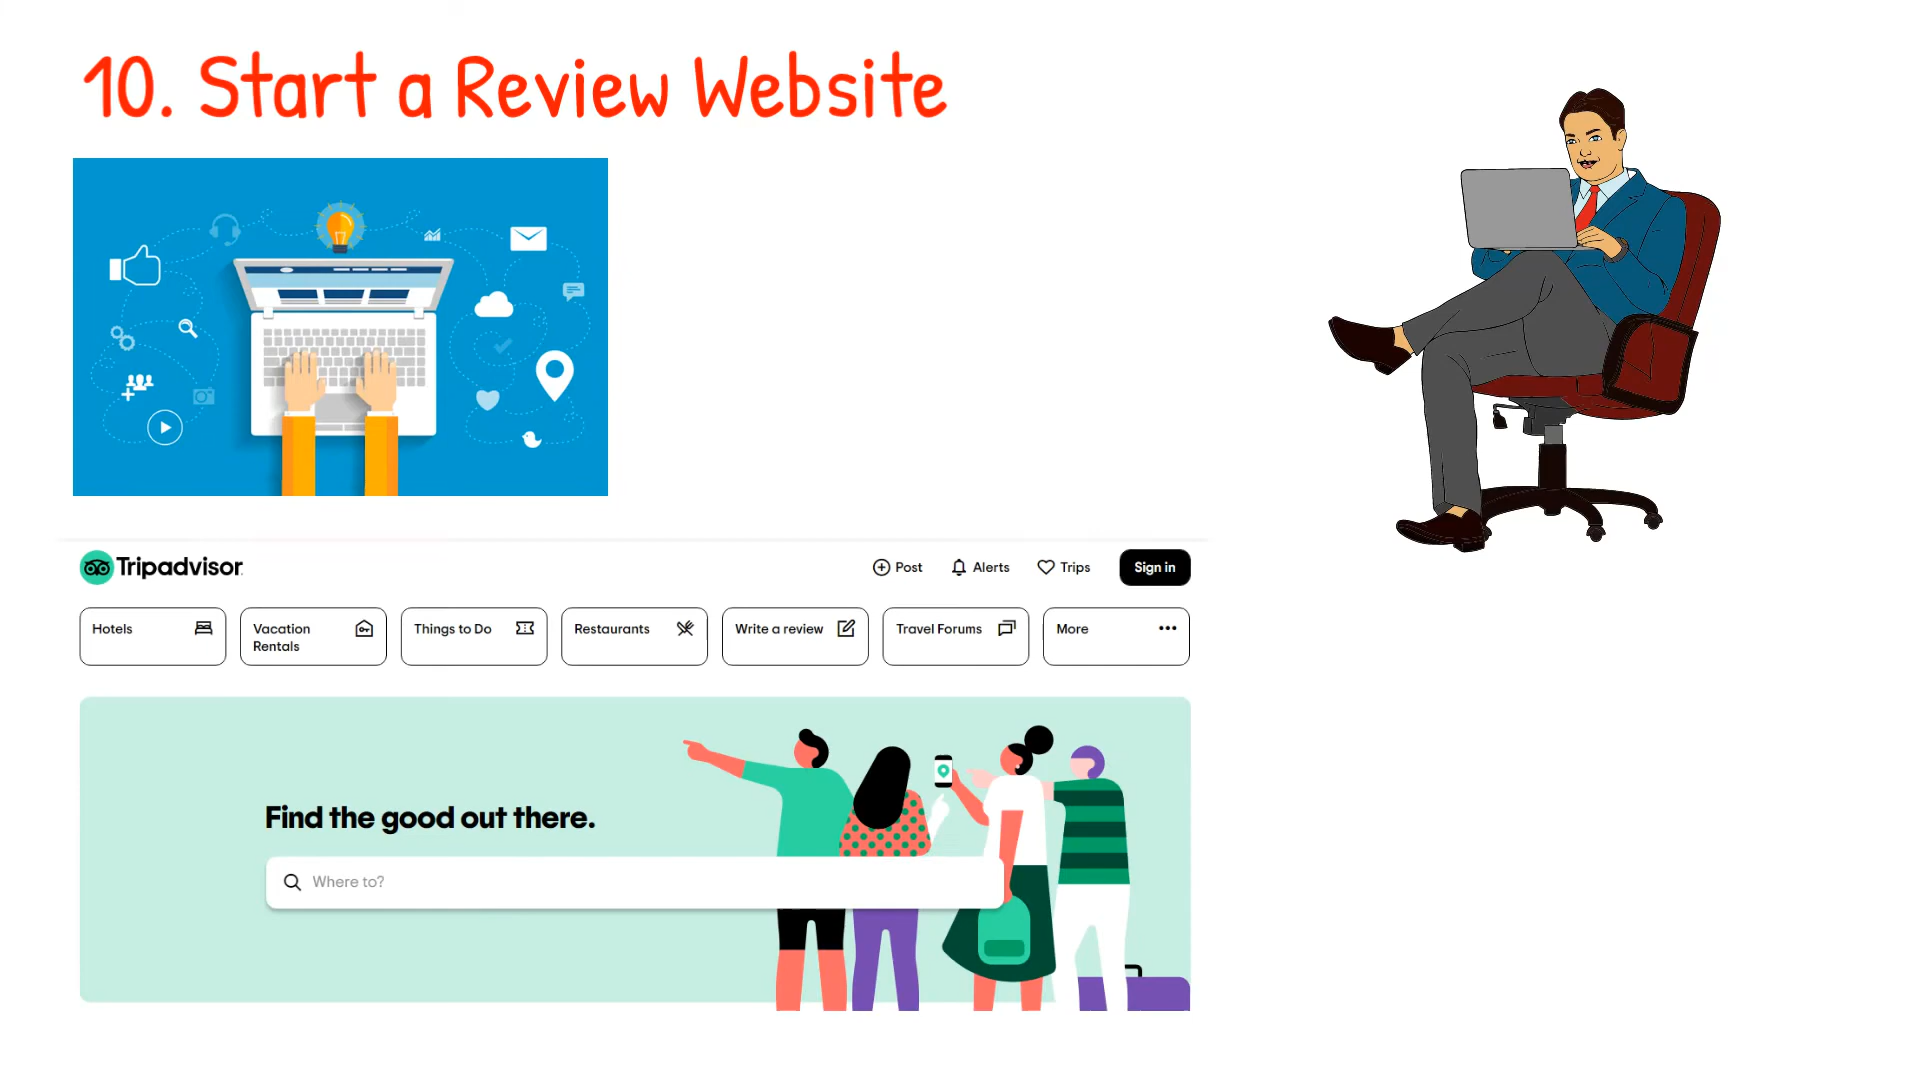 10. Start a Review Website
Tripadvisor
Post
Alerts
Trips
Sign in
Hotels
Vacation
Rentals
Things to Do
Restaurants
Write a review
Travel Forums
More
Find the good out there.
Where to?